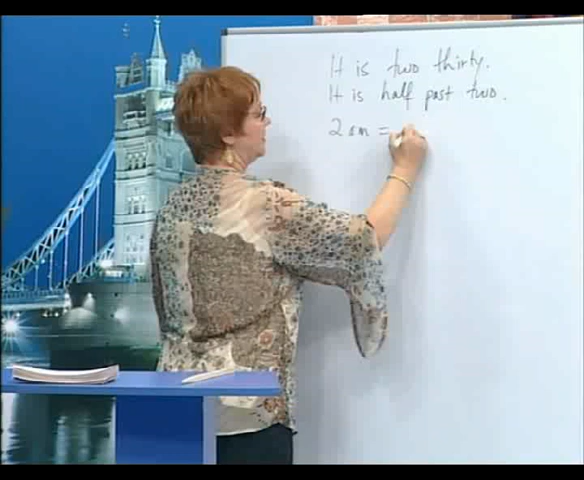 It is two thirty.
It is half past two.
2 am =